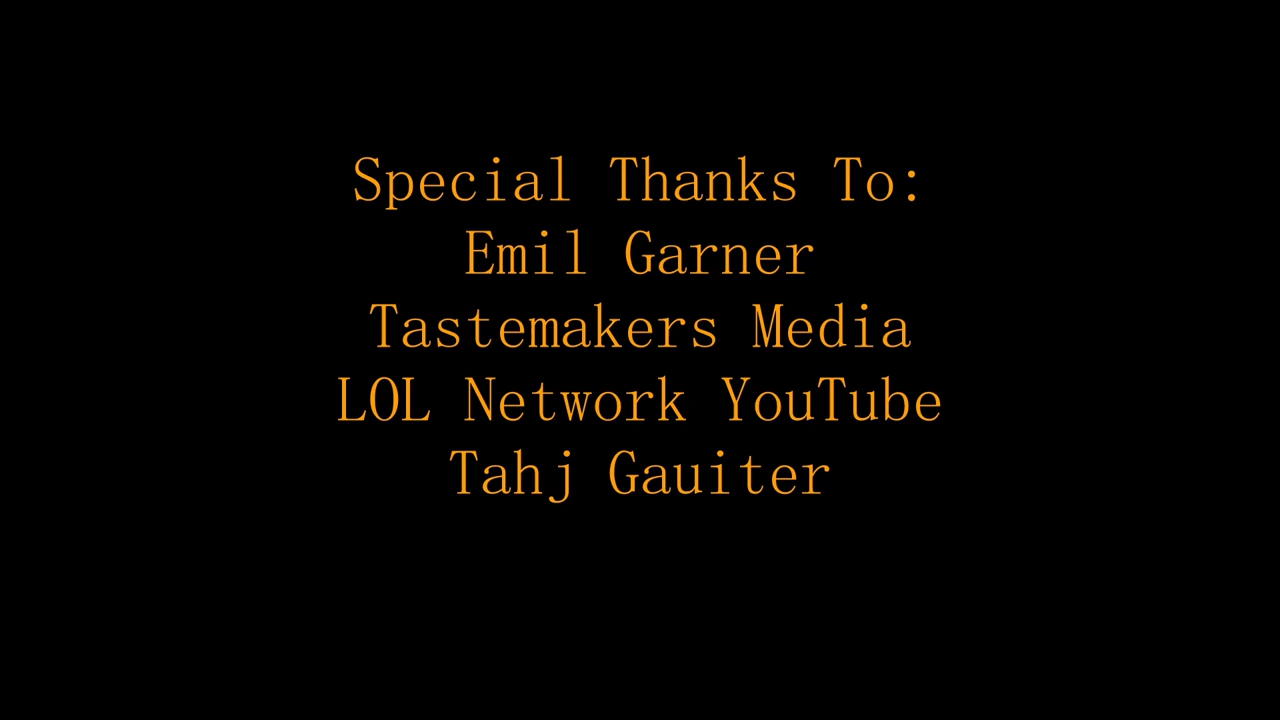 Special Thanks To:
Emil Garner
Tastemakers Media
LOL Network YouTube
Tahj Gauiter